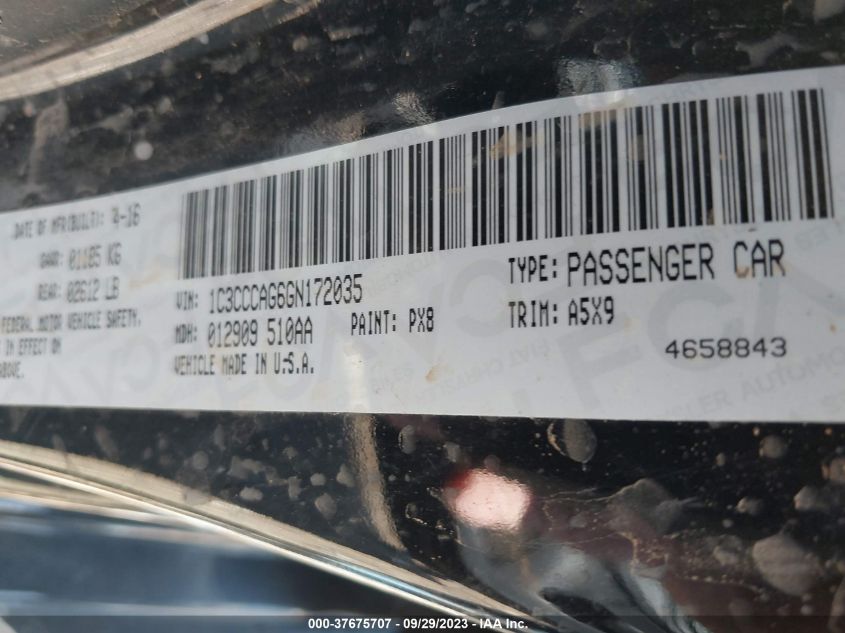 DATE OF MFR(BUILT): 4-16
GAWR: 01185 KG
REAR: 02612 LB
FEDERAL MOTOR VEHICLE SAFETY,
IN EFFECT ON
ABOVE.
VIN: 1C3CCCAG6GN172035
MDH: 012909 510AA PAINT: PX8
VEHICLE MADE IN U.S.A.
TYPE: PASSENGER CAR
TRIM: A5X9
4658843
000-37675707 - 09/29/2023 - IAA Inc.